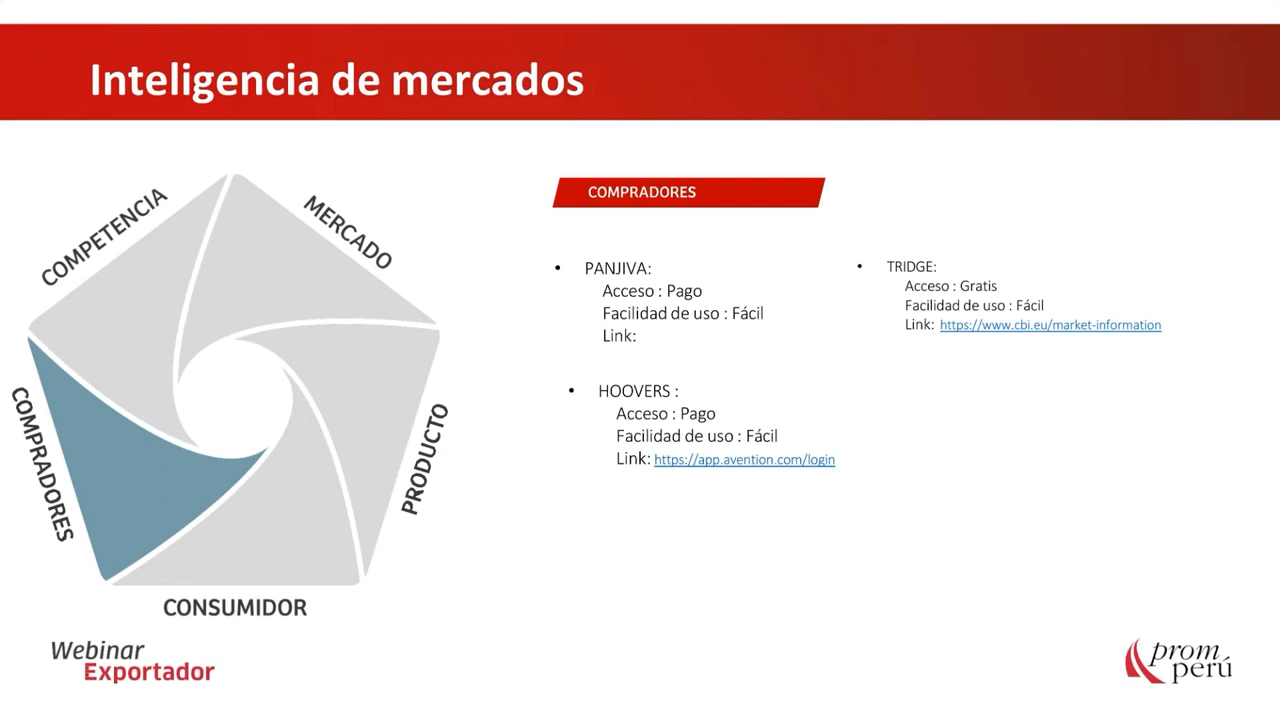 Inteligencia de mercados
COMPETENCIA
MERCADO
COMPRADORES
PRODUCTO
CONSUMIDOR
COMPRADORES
• PANJIVA:
Acceso : Pago
Facilidad de uso : Fácil
Link:
• HOOVERS :
Acceso : Pago
Facilidad de uso : Fácil
Link: https://app.avention.com/login
• TRIDGE:
Acceso : Gratis
Facilidad de uso : Fácil
Link: https://www.cbi.eu/market-information
Webinar
Exportador
prom
perú